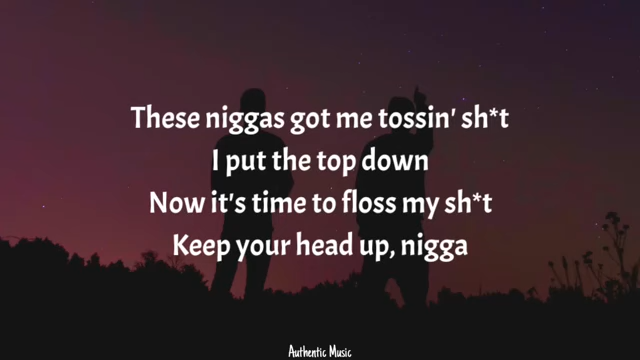 These niggas got me tossin' sh*t
I put the top down
Now it's time to floss my sh*t
Keep your head up, nigga
Authentic Music